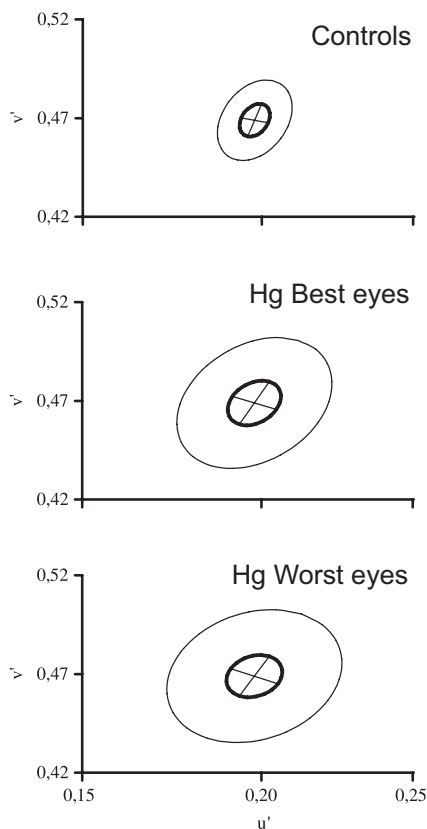 0,52
Controls
v'
0,47
0,42
0,52
Hg Best eyes
v'
0,47
0,42
0,52
Hg Worst eyes
v'
0,47
0,42
0,15 0,20 0,25
u'